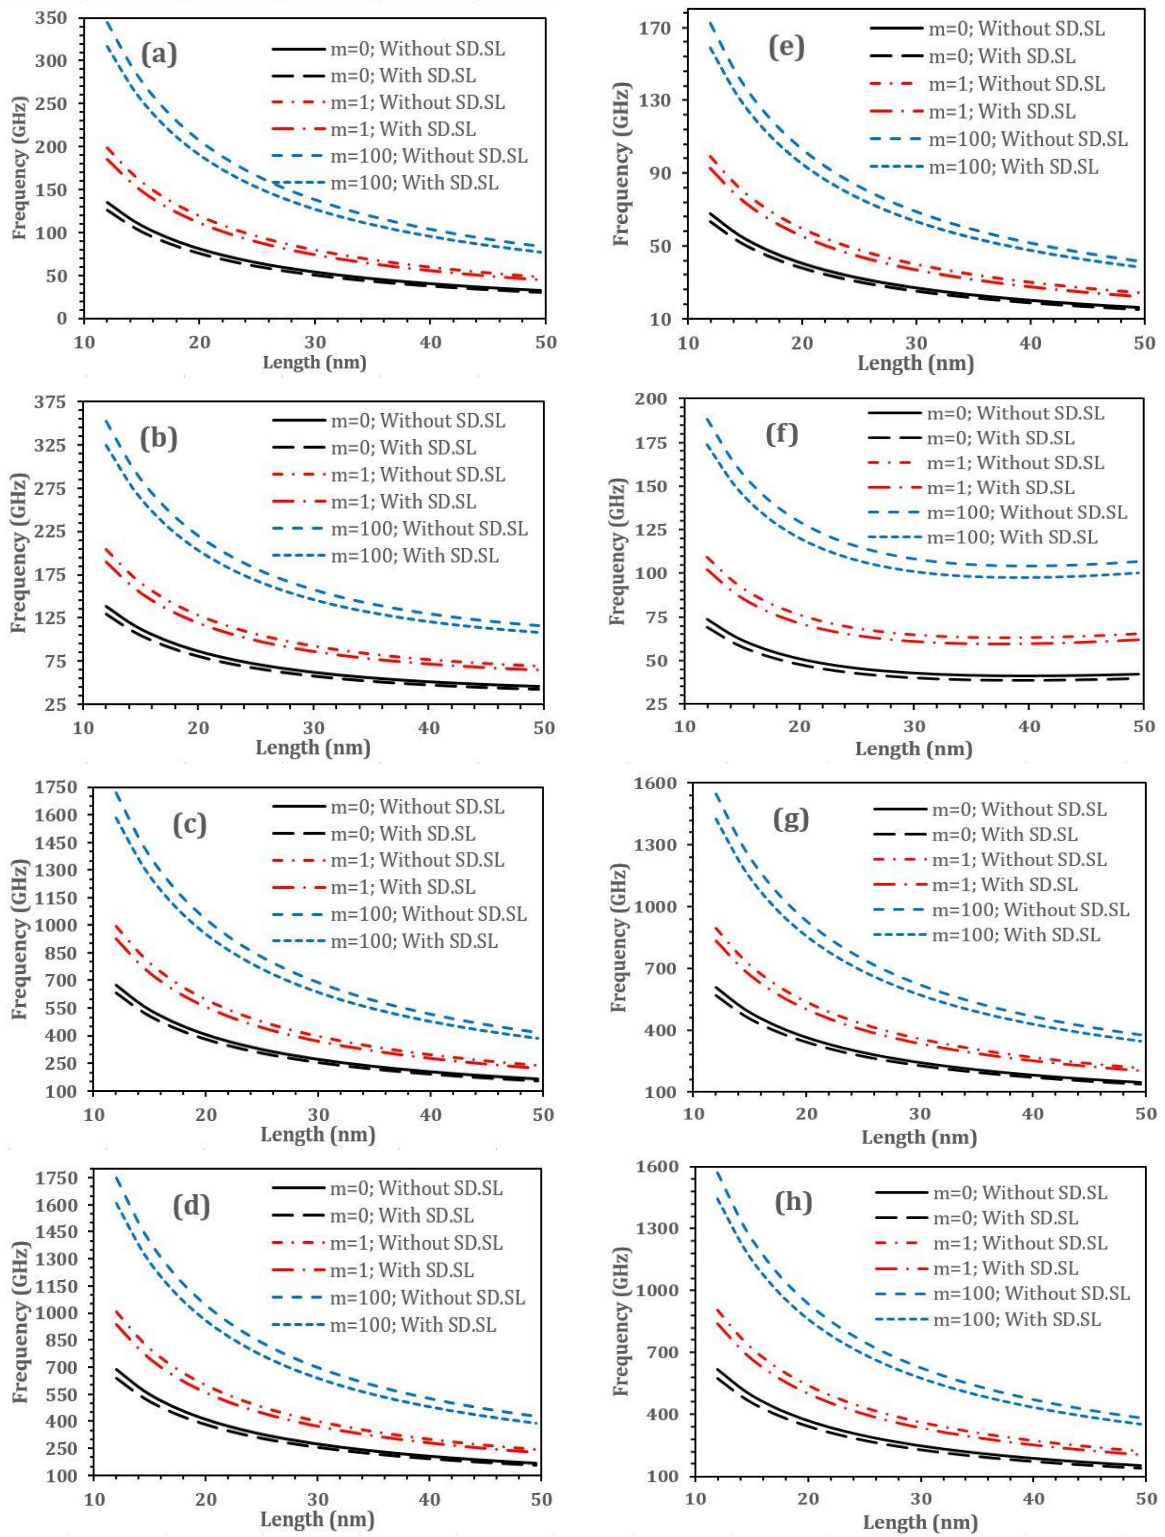 (a)
350
300
250
200
150
100
50
0
Frequency (GHz)
m=0; Without SD.SL
m=0; With SD.SL
m=1; Without SD.SL
m=1; With SD.SL
m=100; Without SD.SL
m=100; With SD.SL
10 20 30 40 50
Length (nm)
(e)
170
130
90
50
10
Frequency (GHz)
m=0; Without SD.SL
m=0; Without SD.SL
m=1; Without SD.SL
m=1; With SD.SL
m=100; Without SD.SL
m=100; With SD.SL
10 20 30 40 50
Length (nm)
(b)
375
325
275
225
175
125
75
25
Frequency (GHz)
m=0; Without SD.SL
m=0; With SD.SL
m=1; Without SD.SL
m=1; With SD.SL
m=100; Without SD.SL
m=100; With SD.SL
10 20 30 40 50
Length (nm)
(f)
200
175
150
125
100
75
50
25
Frequency (GHz)
m=0; Without SD.SL
m=0; With SD.SL
m=1; Without SD.SL
m=1; With SD.SL
m=100; Without SD.SL
m=100; With SD.SL
10 20 30 40 50
Length (nm)
(c)
1750
1600
1450
1300
1150
1000
850
700
550
400
250
100
Frequency (GHz)
m=0; Without SD.SL
m=0; With SD.SL
m=1; Without SD.SL
m=1; With SD.SL
m=100; Without SD.SL
m=100; With SD.SL
10 20 30 40 50
Length (nm)
(g)
1600
1300
1000
700
400
100
Frequency (GHz)
m=0; Without SD.SL
m=0; With SD.SL
m=1; Without SD.SL
m=1; With SD.SL
m=100; Without SD.SL
m=100; With SD.SL
10 20 30 40 50
Length (nm)
(d)
1750
1600
1450
1300
1150
1000
850
700
550
400
250
100
Frequency (GHz)
m=0; Without SD.SL
m=0; With SD.SL
m=1; Without SD.SL
m=1; With SD.SL
m=100; Without SD.SL
m=100; With SD.SL
10 20 30 40 50
Length (nm)
(h)
1600
1300
1000
700
400
100
Frequency (GHz)
m=0; Without SD.SL
m=0; With SD.SL
m=1; Without SD.SL
m=1; With SD.SL
m=100; Without SD.SL
m=100; With SD.SL
10 20 30 40 50
Length (nm)